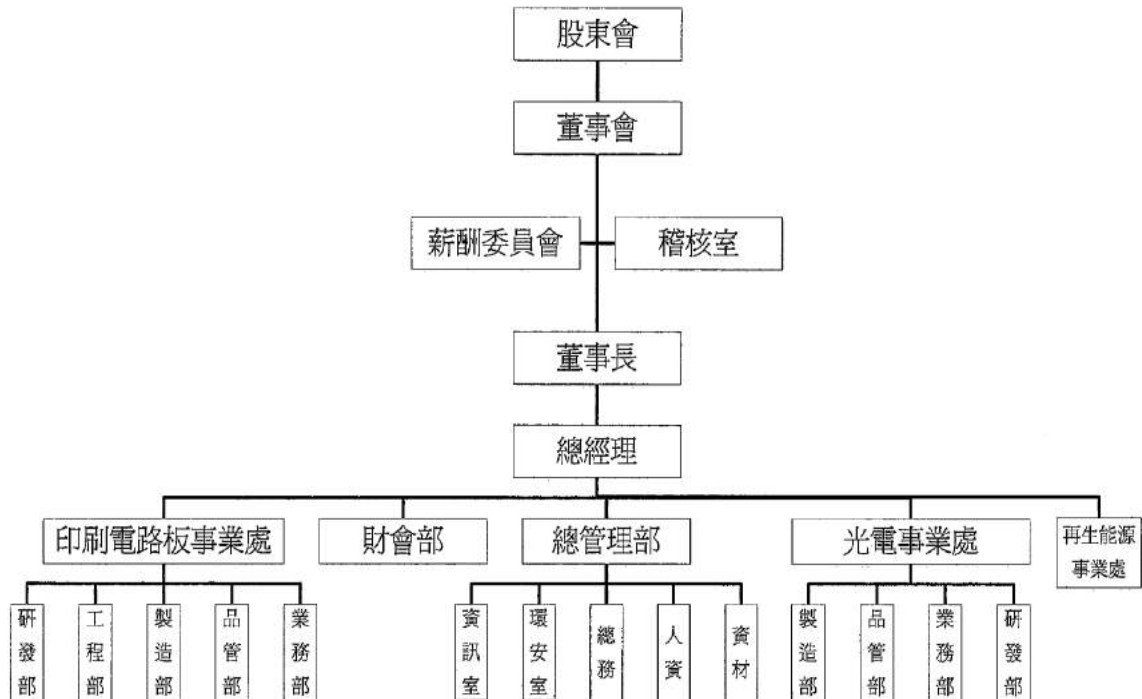 股東會
董事會
薪酬委員會
稽核室
董事長
總經理
印刷電路板事業處
財會部
總管理部
光電事業處
再生能源
事業處
研發部
工程部
製造部
品管部
業務部
資訊室
環安室
總務
人資
資材
製造部
品管部
業務部
研發部